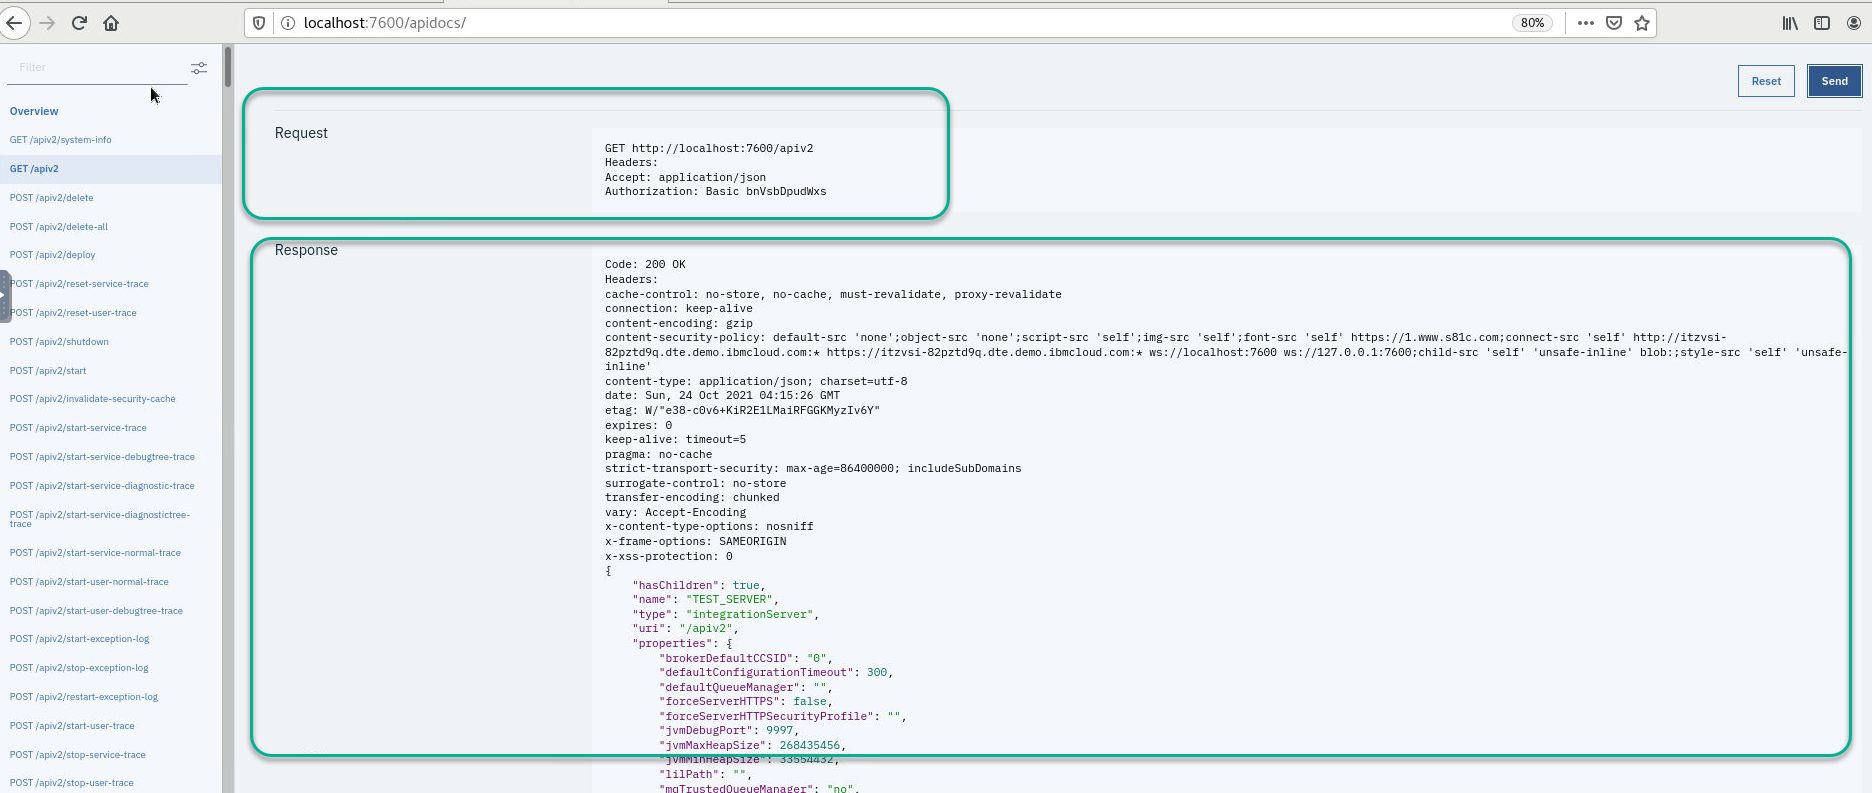 localhost:7600/apidocs/
80%
Filter
Overview
GET /apiv2/system-info
GET /apiv2
POST /apiv2/delete
POST /apiv2/delete-all
POST /apiv2/deploy
POST /apiv2/reset-service-trace
POST /apiv2/reset-user-trace
POST /apiv2/shutdown
POST /apiv2/start
POST /apiv2/invalidate-security-cache
POST /apiv2/start-service-trace
POST /apiv2/start-service-debugtree-trace
POST /apiv2/start-service-diagnostic-trace
POST /apiv2/start-service-diagnostictree-
trace
POST /apiv2/start-service-normal-trace
POST /apiv2/start-user-normal-trace
POST /apiv2/start-user-debugtree-trace
POST /apiv2/start-exception-log
POST /apiv2/stop-exception-log
POST /apiv2/restart-exception-log
POST /apiv2/start-user-trace
POST /apiv2/stop-service-trace
POST /apiv2/stop-user-trace
Reset
Send
Request
GET http://localhost:7600/apiv2
Headers:
Accept: application/json
Authorization: Basic bnVsbDpudWxs
Response
Code: 200 OK
Headers:
cache-control: no-store, no-cache, must-revalidate, proxy-revalidate
connection: keep-alive
content-encoding: gzip
content-security-policy: default-src 'none';object-src 'none';script-src 'self';img-src 'self';font-src 'self' https://1.www.s81c.com;connect-src 'self' http://itzvsi-
82pztd9q.dte.demo.ibmcloud.com:* https://itzvsi-82pztd9q.dte.demo.ibmcloud.com:* ws://localhost:7600 ws://127.0.0.1:7600;child-src 'self' 'unsafe-inline' blob:;style-src 'self' 'unsafe-
inline'
content-type: application/json; charset=utf-8
date: Sun, 24 Oct 2021 04:15:26 GMT
etag: W/"e38-c0v6+KiR2E1LMaiRFGGKMyzIv6Y"
expires: 0
keep-alive: timeout=5
pragma: no-cache
strict-transport-security: max-age=86400000; includeSubDomains
surrogate-control: no-store
transfer-encoding: chunked
vary: Accept-Encoding
x-content-type-options: nosniff
x-frame-options: SAMEORIGIN
x-xss-protection: 0
{
"hasChildren": true,
"name": "TEST_SERVER",
"type": "integrationServer",
"uri": "/apiv2",
"properties": {
"brokerDefaultCCSID": "0",
"defaultConfigurationTimeout": 300,
"defaultQueueManager": "",
"forceServerHTTPS": false,
"forceServerHTTPSecurityProfile": "",
"jvmDebugPort": 9997,
"jvmMaxHeapSize": 268435456,
"jvmMinHeapSize": 33554432,
"lilPath": "",
"mqTrustedQueueManager": "no",